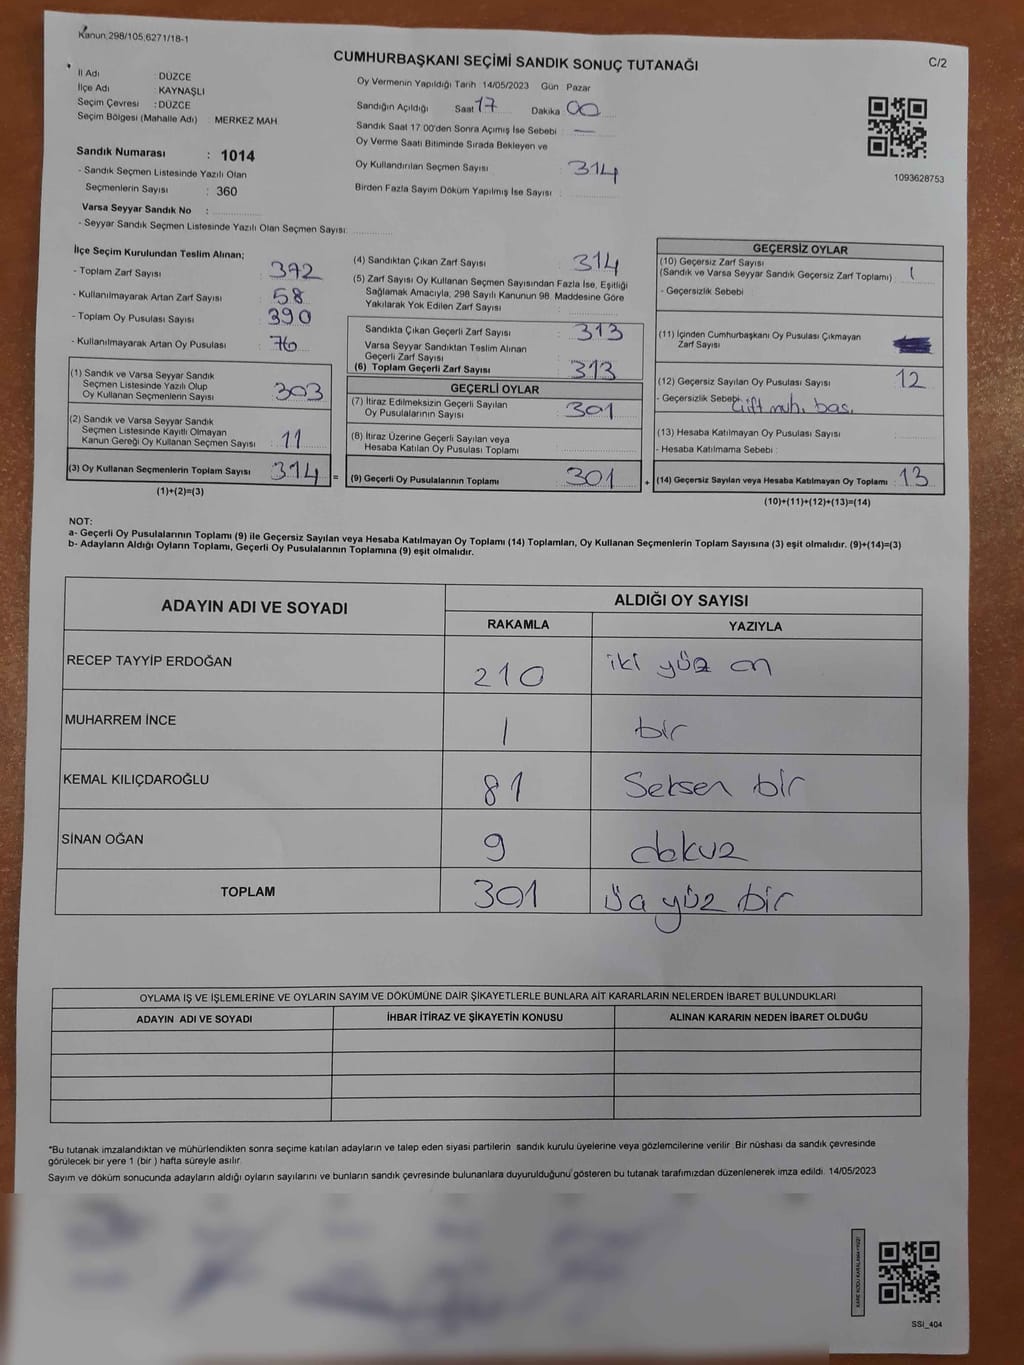 Kanun.298/105,6271/18-1
CUMHURBAŞKANI SEÇİMİ SANDIK SONUÇ TUTANAĞI
C/2
İl Adı : DÜZCE
İlçe Adı : KAYNAŞLI
Seçim Çevresi : DÜZCE
Seçim Bölgesi (Mahalle Adı) : MERKEZ MAH.
Sandık Numarası : 1014
- Sandık Seçmen Listesinde Yazılı Olan
Seçmenlerin Sayısı : 360
Varsa Seyyar Sandık No :
- Seyyar Sandık Seçmen Listesinde Yazılı Olan Seçmen Sayısı:
Oy Vermenin Yapıldığı Tarih 14/05/2023 Gün Pazar
Sandığın Açıldığı Saat 17 Dakika 00
Sandık Saat 17 00'den Sonra Açımış İse Sebebi : —
Oy Verme Saati Bitiminde Sırada Bekleyen ve
Oy Kullandırılan Seçmen Sayısı : 314
Birden Fazla Sayım Döküm Yapılmış İse Sayısı :
1093628753
İlçe Seçim Kurulundan Teslim Alınan;
- Toplam Zarf Sayısı : 372
- Kullanılmayarak Artan Zarf Sayısı : 58
- Toplam Oy Pusulası Sayısı : 390
- Kullanılmayarak Artan Oy Pusulası : 76
(1) Sandık ve Varsa Seyyar Sandık
Seçmen Listesinde Yazılı Olup
Oy Kullanan Seçmenlerin Sayısı : 303
(2) Sandık ve Varsa Seyyar Sandık
Seçmen Listesinde Kayıtlı Olmayan
Kanun Gereği Oy Kullanan Seçmen Sayısı : 11
(3) Oy Kullanan Seçmenlerin Toplam Sayısı : 314 =
(1)+(2)=(3)
(4) Sandıktan Çıkan Zarf Sayısı : 314
(5) Zarf Sayısı Oy Kullanan Seçmen Sayısından Fazla İse, Eşitliği
Sağlamak Amacıyla, 298 Sayılı Kanunun 98. Maddesine Göre
Yakılarak Yok Edilen Zarf Sayısı :
Sandıkta Çıkan Geçerli Zarf Sayısı : 313
Varsa Seyyar Sandıktan Teslim Alınan
Geçerli Zarf Sayısı :
(6) Toplam Geçerli Zarf Sayısı : 313
GEÇERLİ OYLAR
(7) İtiraz Edilmeksizin Geçerli Sayılan
Oy Pusulalarının Sayısı : 301
(8) İtiraz Üzerine Geçerli Sayılan veya
Hesaba Katılan Oy Pusulası Toplamı :
(9) Geçerli Oy Pusulalarının Toplamı : 301 +
GEÇERSİZ OYLAR
(10) Geçersiz Zarf Sayısı
(Sandık ve Varsa Seyyar Sandık Geçersiz Zarf Toplamı) : 1
- Geçersizlik Sebebi :
(11) İçinden Cumhurbaşkanı Oy Pusulası Çıkmayan
Zarf Sayısı
(12) Geçersiz Sayılan Oy Pusulası Sayısı : 12
- Geçersizlik Sebebi : Çift müh. bas.
(13) Hesaba Katılmayan Oy Pusulası Sayısı :
- Hesaba Katılmama Sebebi :
(14) Geçersiz Sayılan veya Hesaba Katılmayan Oy Toplamı : 13
(10)+(11)+(12)+(13)=(14)
NOT:
a- Geçerli Oy Pusulalarının Toplamı (9) ile Geçersiz Sayılan veya Hesaba Katılmayan Oy Toplamı (14) Toplamları, Oy Kullanan Seçmenlerin Toplam Sayısına (3) eşit olmalıdır. (9)+(14)=(3)
b- Adayların Aldığı Oyların Toplamı, Geçerli Oy Pusulalarının Toplamına (9) eşit olmalıdır.
ADAYIN ADI VE SOYADI
ALDIĞI OY SAYISI
RAKAMLA YAZIYLA
RECEP TAYYİP ERDOĞAN 210 iki yüz on
MUHARREM İNCE 1 bir
KEMAL KILIÇDAROĞLU 81 Seksen bir
SİNAN OĞAN 9 dokuz
TOPLAM 301 üç yüz bir
OYLAMA İŞ VE İŞLEMLERİNE VE OYLARIN SAYIM VE DÖKÜMÜNE DAİR ŞİKAYETLERLE BUNLARA AİT KARARLARIN NELERDEN İBARET BULUNDUKLARI
ADAYIN ADI VE SOYADI İHBAR İTİRAZ VE ŞİKAYETİN KONUSU ALINAN KARARIN NEDEN İBARET OLDUĞU
*Bu tutanak imzalandıktan ve mühürlendikten sonra seçime katılan adayların ve talep eden siyasi partilerin sandık kurulu üyelerine veya gözlemcilerine verilir. Bir nüshası da sandık çevresinde
görülecek bir yere 1 (bir ) hafta süreyle asılır.
Sayım ve döküm sonucunda adayların aldığı oyların sayılarını ve bunların sandık çevresinde bulunanlara duyurulduğunu gösteren bu tutanak tarafımızdan düzenlenerek imza edildi. 14/05/2023
SSI_404